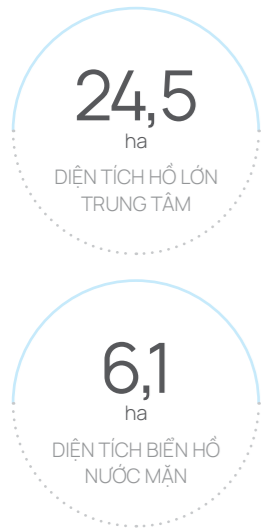 24,5
ha
DIỆN TÍCH HỒ LỚN
TRUNG TÂM
6,1
ha
DIỆN TÍCH BIỂN HỒ
NƯỚC MẶN